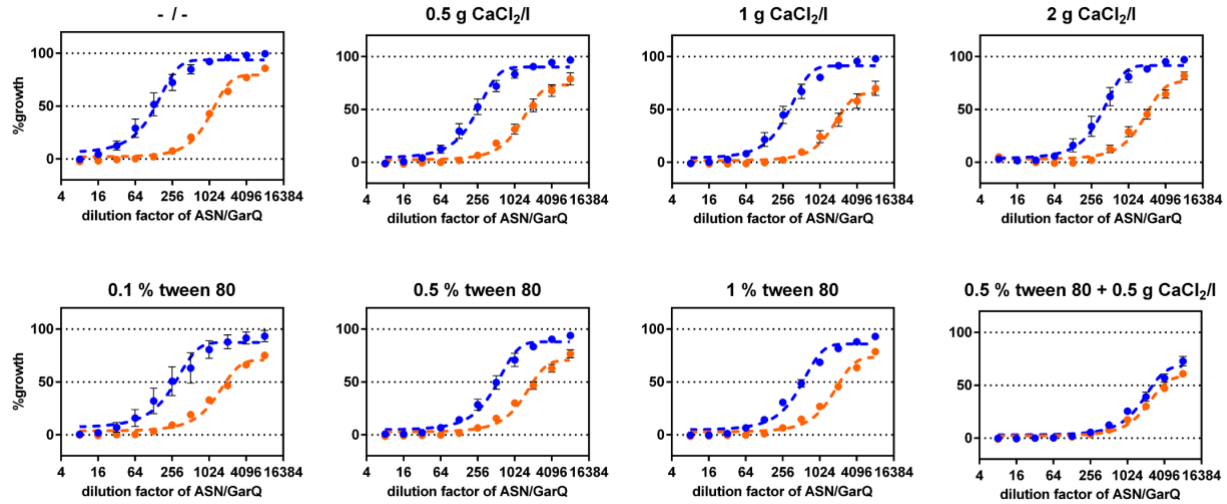 - / -
0.5 g CaCl₂/l
1 g CaCl₂/l
2 g CaCl₂/l
%growth
100
50
0
4 16 64 256 1024 4096 16384
dilution factor of ASN/GarQ
100
50
0
4 16 64 256 1024 4096 16384
dilution factor of ASN/GarQ
100
50
0
4 16 64 256 1024 4096 16384
dilution factor of ASN/GarQ
100
50
0
4 16 64 256 1024 4096 16384
dilution factor of ASN/GarQ
0.1 % tween 80
0.5 % tween 80
1 % tween 80
0.5 % tween 80 + 0.5 g CaCl₂/l
%growth
100
50
0
4 16 64 256 1024 4096 16384
dilution factor of ASN/GarQ
100
50
0
4 16 64 256 1024 4096 16384
dilution factor of ASN/GarQ
100
50
0
4 16 64 256 1024 4096 16384
dilution factor of ASN/GarQ
100
50
0
4 16 64 256 1024 4096 16384
dilution factor of ASN/GarQ